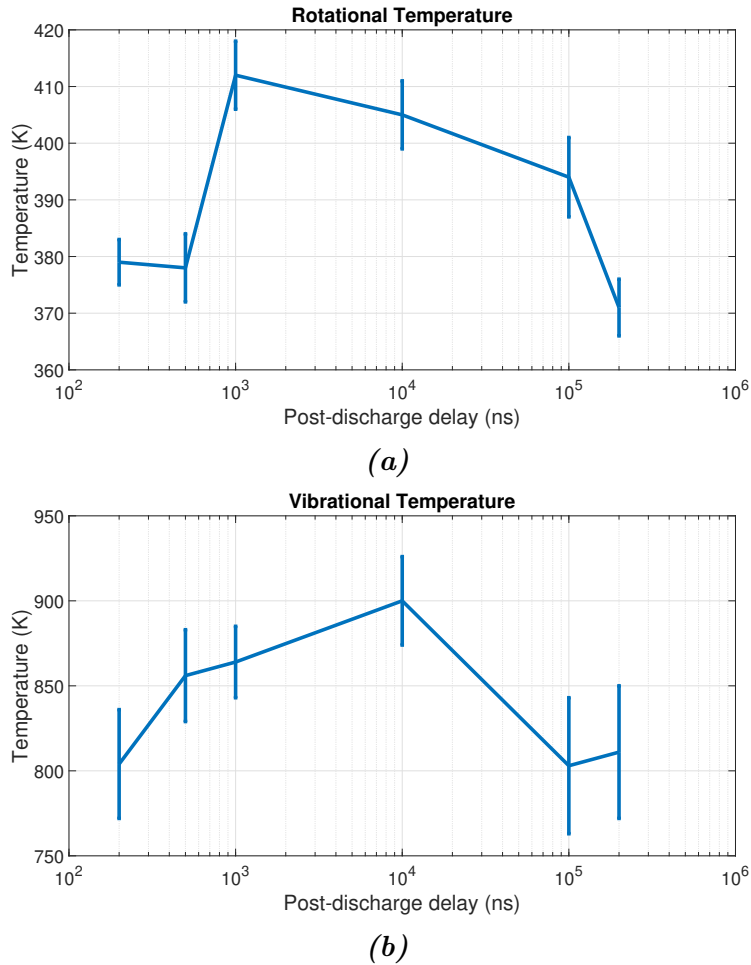 Rotational Temperature
420
410
400
390
380
370
360
Temperature (K)
10^2 10^3 10^4 10^5 10^6
Post-discharge delay (ns)
(a)
Vibrational Temperature
950
900
850
800
750
Temperature (K)
10^2 10^3 10^4 10^5 10^6
Post-discharge delay (ns)
(b)